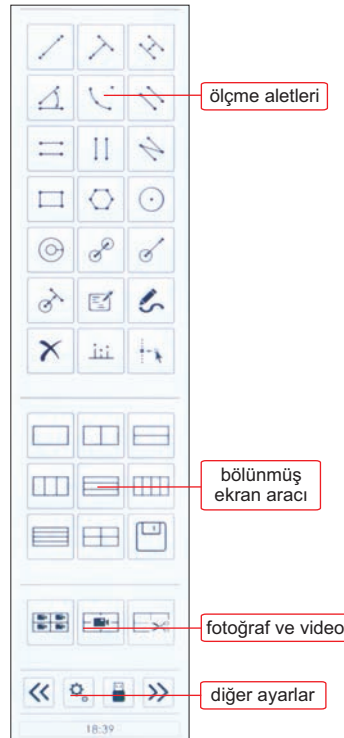 ölçme aletleri
bölünmüş
ekran aracı
fotoğraf ve video
diğer ayarlar
18:39